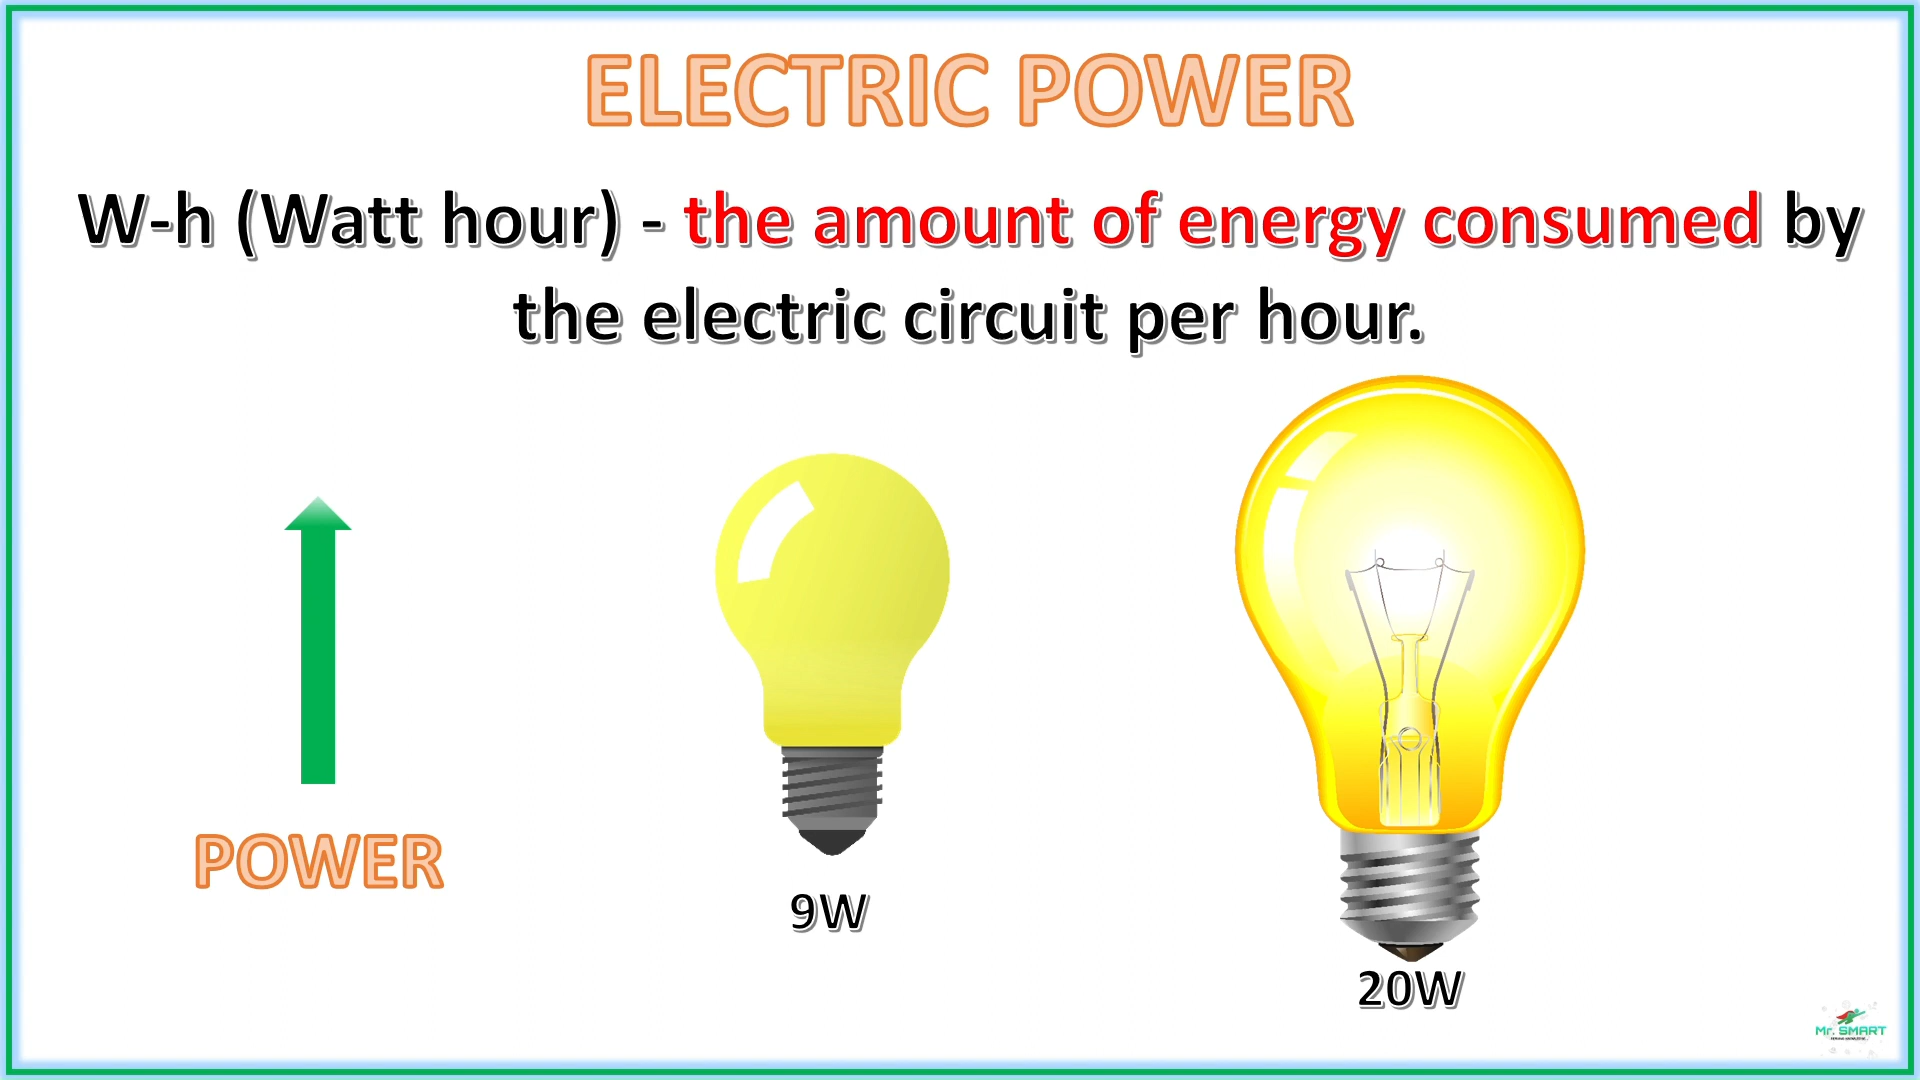 ELECTRIC POWER
W-h (Watt hour) - the amount of energy consumed by
the electric circuit per hour.
POWER
9W
20W
Mr. SMART